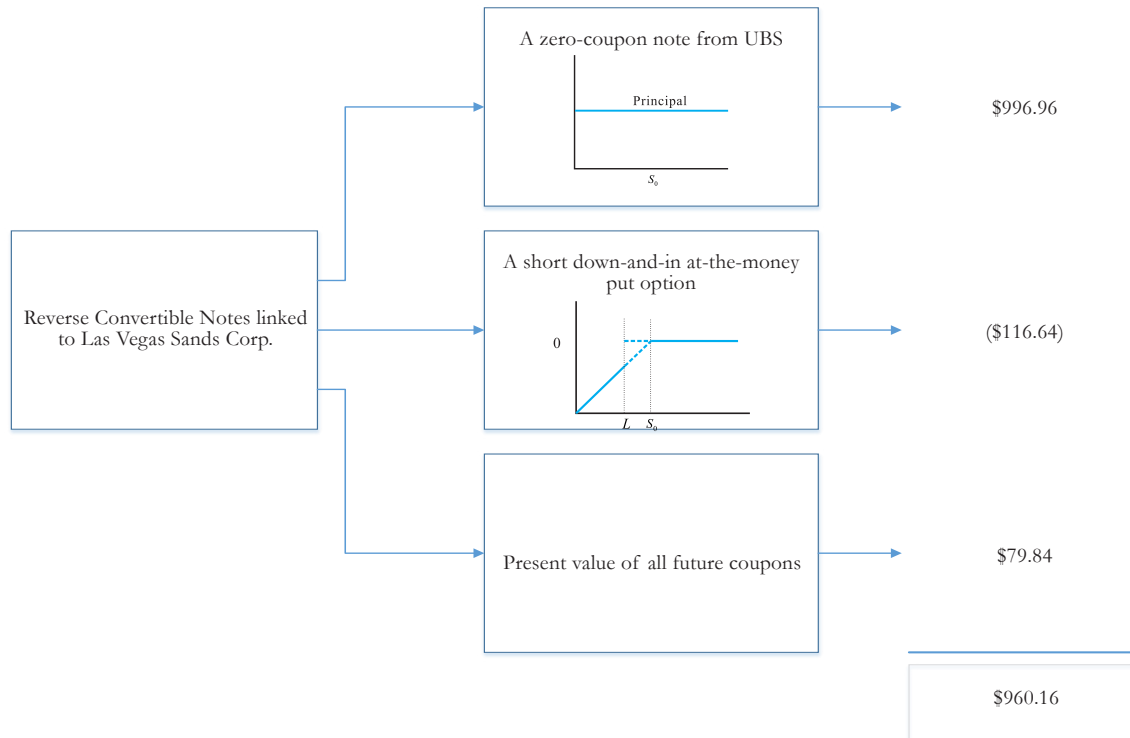 A zero-coupon note from UBS
Principal
S₀
$996.96
Reverse Convertible Notes linked
to Las Vegas Sands Corp.
A short down-and-in at-the-money
put option
0
L S₀
($116.64)
Present value of all future coupons
$79.84
$960.16